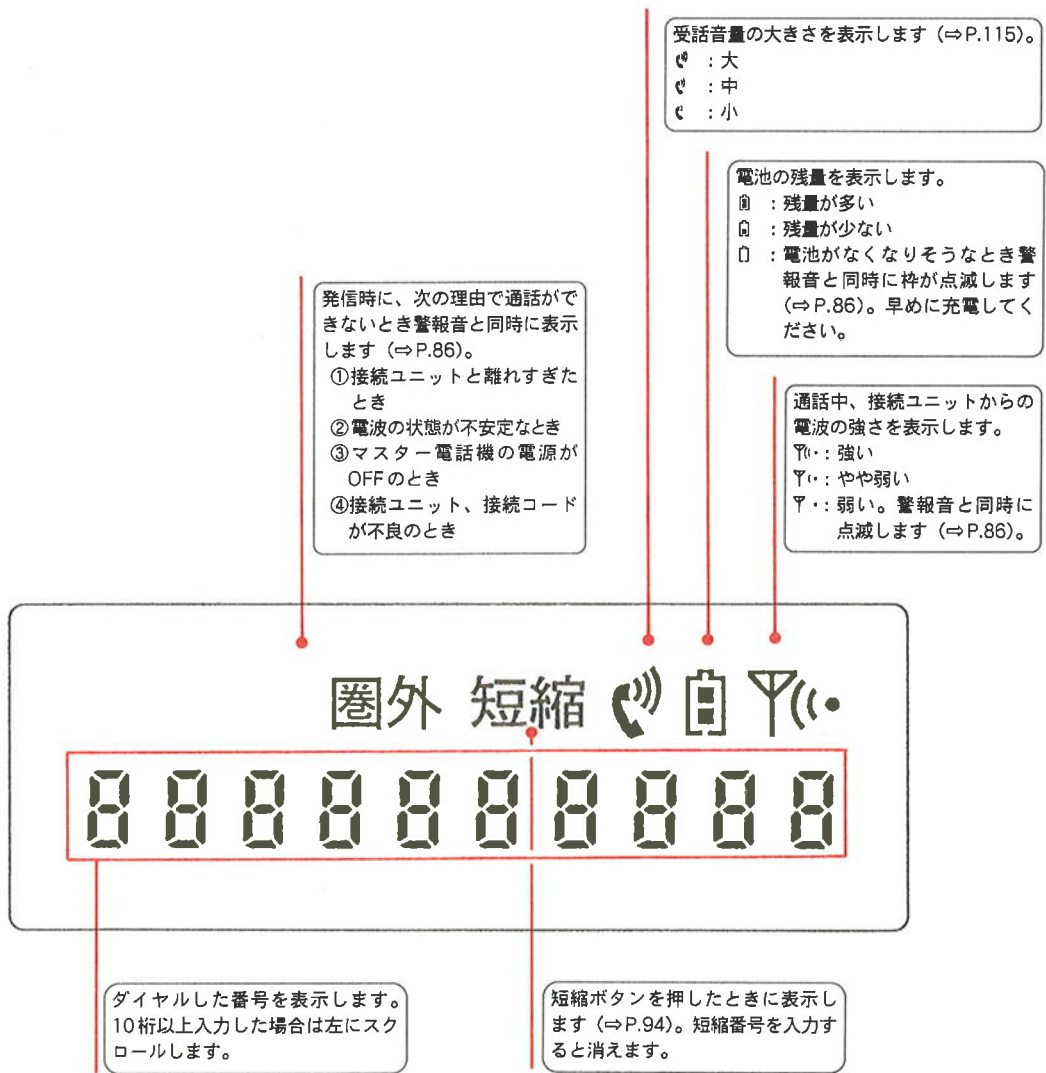 受話音量の大きさを表示します（⇨P.115）。
：大
：中
：小
電池の残量を表示します。
：残量が多い
：残量が少ない
：電池がなくなりそうなとき警
報音と同時に枠が点滅します
（⇨P.86）。早めに充電してく
ださい。
発信時に、次の理由で通話がで
きないとき警報音と同時に表示
します（⇨P.86）。
①接続ユニットと離れすぎた
とき
②電波の状態が不安定なとき
③マスター電話機の電源が
OFFのとき
④接続ユニット、接続コード
が不良のとき
通話中、接続ユニットからの
電波の強さを表示します。
：強い
：やや弱い
：弱い。警報音と同時に
点滅します（⇨P.86）。
圏外 短縮
8888888888
ダイヤルした番号を表示します。
10桁以上入力した場合は左にスク
ロールします。
短縮ボタンを押したときに表示し
ます（⇨P.94）。短縮番号を入力す
ると消えます。